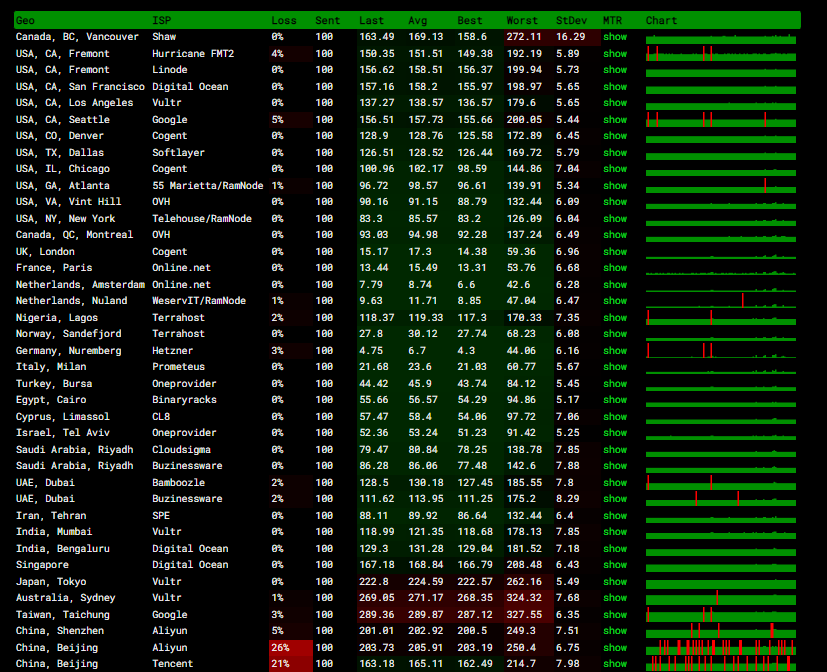 Geo ISP Loss Sent Last Avg Best Worst StDev MTR Chart
Canada, BC, Vancouver Shaw 0% 100 163.49 169.13 158.6 272.11 16.29 show
USA, CA, Fremont Hurricane FMT2 4% 100 150.35 151.51 149.38 192.19 5.89 show
USA, CA, Fremont Linode 0% 100 156.62 158.51 156.37 199.94 5.73 show
USA, CA, San Francisco Digital Ocean 0% 100 157.16 158.2 155.97 198.97 5.65 show
USA, CA, Los Angeles Vultr 0% 100 137.27 138.57 136.57 179.6 5.65 show
USA, CA, Seattle Google 5% 100 156.51 157.73 155.66 200.05 5.44 show
USA, CO, Denver Cogent 0% 100 128.9 128.76 125.58 172.89 6.45 show
USA, TX, Dallas Softlayer 0% 100 126.51 128.52 126.44 169.72 5.79 show
USA, IL, Chicago Cogent 0% 100 100.96 102.17 98.59 144.86 7.04 show
USA, GA, Atlanta 55 Marietta/RamNode 1% 100 96.72 98.57 96.61 139.91 5.34 show
USA, VA, Vint Hill OVH 0% 100 90.16 91.15 88.79 132.44 6.09 show
USA, NY, New York Telehouse/RamNode 0% 100 83.3 85.57 83.2 126.09 6.04 show
Canada, QC, Montreal OVH 0% 100 93.03 94.98 92.28 137.24 6.49 show
UK, London Cogent 0% 100 15.17 17.3 14.38 59.36 6.96 show
France, Paris Online.net 0% 100 13.44 15.49 13.31 53.76 6.68 show
Netherlands, Amsterdam Online.net 0% 100 7.79 8.74 6.6 42.6 6.28 show
Netherlands, Nuland WeservIT/RamNode 1% 100 9.63 11.71 8.85 47.04 6.47 show
Nigeria, Lagos Terrahost 2% 100 118.37 119.33 117.3 170.33 7.35 show
Norway, Sandefjord Terrahost 0% 100 27.8 30.12 27.74 68.23 6.08 show
Germany, Nuremberg Hetzner 3% 100 4.75 6.7 4.3 44.06 6.16 show
Italy, Milan Prometeus 0% 100 21.68 23.6 21.03 60.77 5.67 show
Turkey, Bursa Oneprovider 0% 100 44.42 45.9 43.74 84.12 5.45 show
Egypt, Cairo Binaryracks 0% 100 55.66 56.57 54.29 94.86 5.17 show
Cyprus, Limassol CL8 0% 100 57.47 58.4 54.06 97.72 7.06 show
Israel, Tel Aviv Oneprovider 0% 100 52.36 53.24 51.23 91.42 5.25 show
Saudi Arabia, Riyadh Cloudsigma 0% 100 79.47 80.84 78.25 138.78 7.85 show
Saudi Arabia, Riyadh Buzinessware 0% 100 86.28 86.06 77.48 142.6 7.88 show
UAE, Dubai Bamboozle 2% 100 128.5 130.18 127.45 185.55 7.8 show
UAE, Dubai Buzinessware 2% 100 111.62 113.95 111.25 175.2 8.29 show
Iran, Tehran SPE 0% 100 88.11 89.92 86.64 132.44 6.4 show
India, Mumbai Vultr 0% 100 118.99 121.35 118.68 178.13 7.85 show
India, Bengaluru Digital Ocean 0% 100 129.3 131.28 129.04 181.52 7.18 show
Singapore Digital Ocean 0% 100 167.18 168.84 166.79 208.48 6.43 show
Japan, Tokyo Vultr 0% 100 222.8 224.59 222.57 262.16 5.49 show
Australia, Sydney Vultr 1% 100 269.05 271.17 268.35 324.32 7.68 show
Taiwan, Taichung Google 3% 100 289.36 289.87 287.12 327.55 6.35 show
China, Shenzhen Aliyun 5% 100 201.01 202.92 200.5 249.3 7.51 show
China, Beijing Aliyun 26% 100 203.73 205.91 203.19 250.4 6.75 show
China, Beijing Tencent 21% 100 163.18 165.11 162.49 214.7 7.98 show